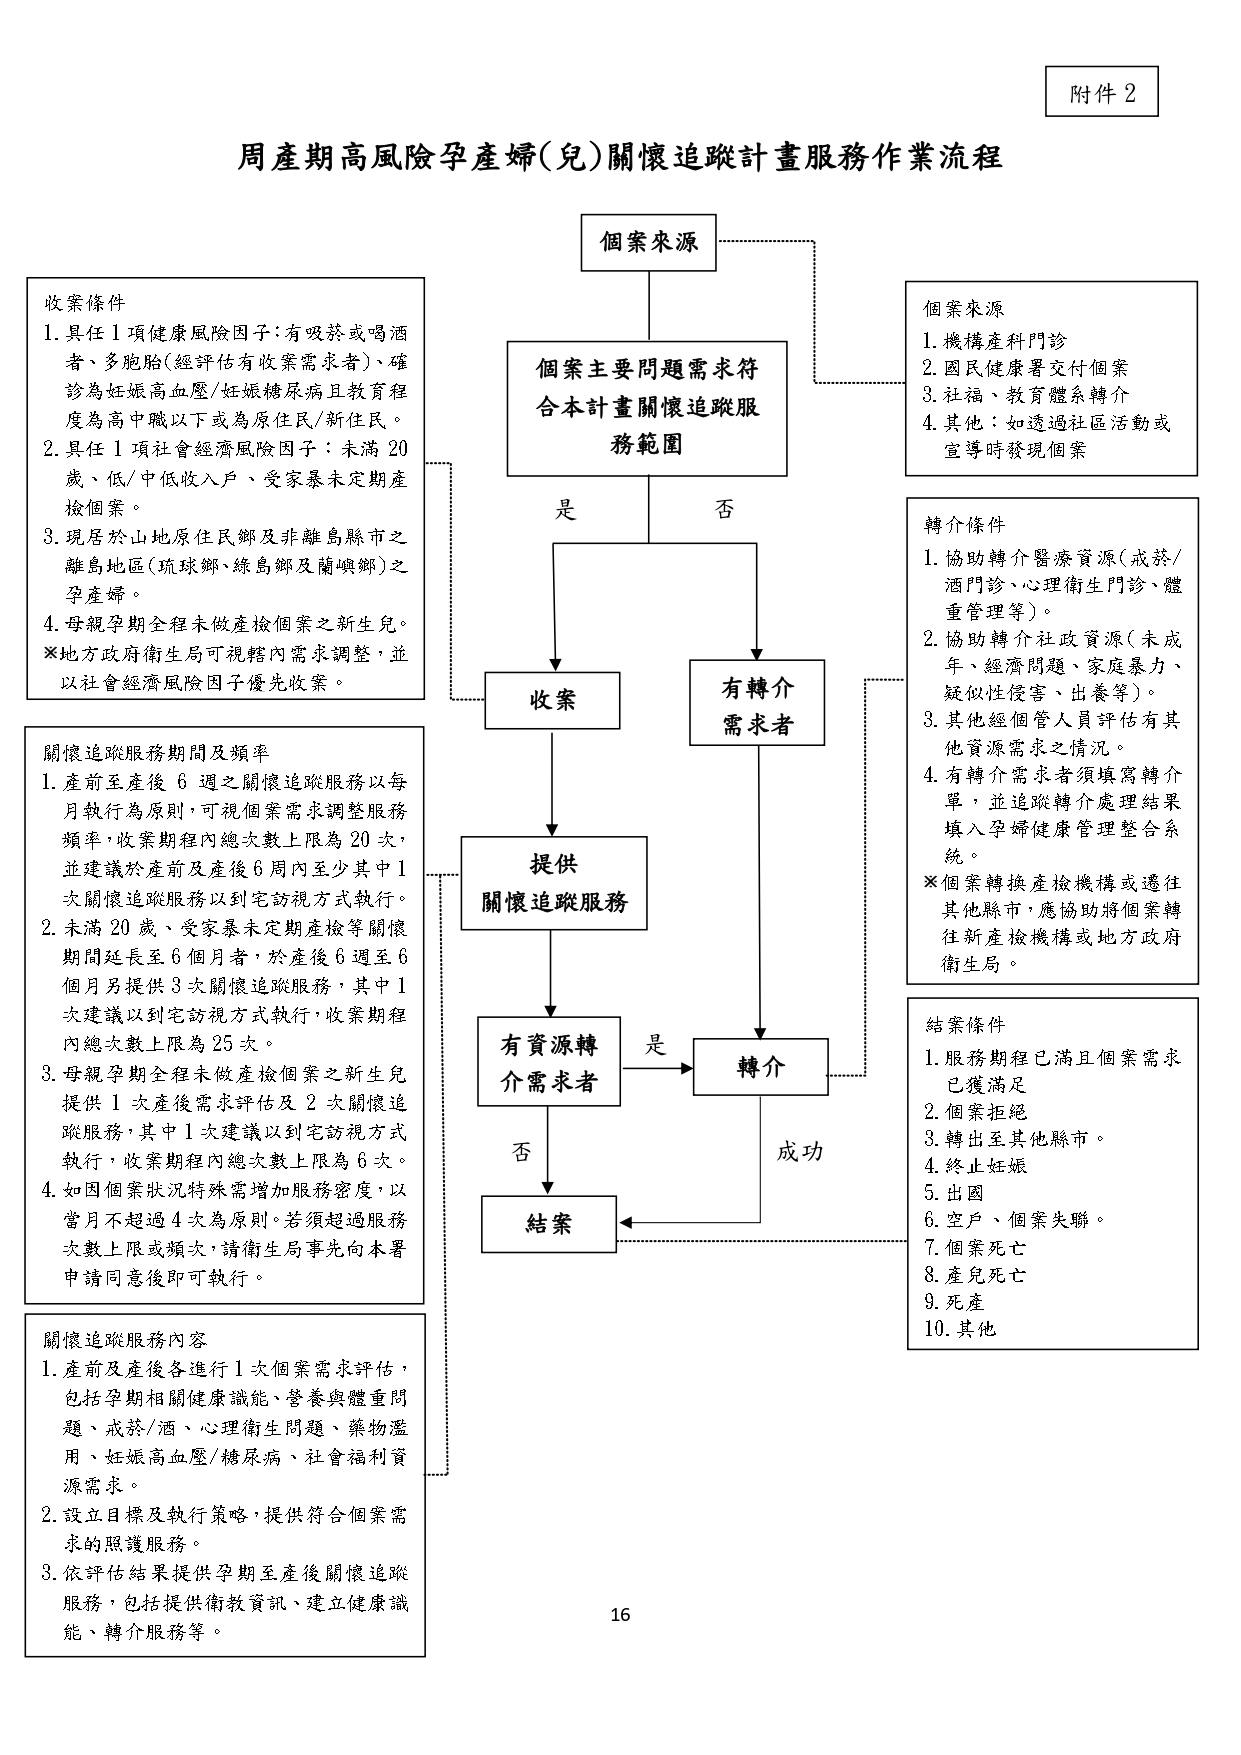 附件 2
周產期高風險孕產婦(兒)關懷追蹤計畫服務作業流程
個案來源
個案主要問題需求符
合本計畫關懷追蹤服
務範圍
是
否
收案
有轉介
需求者
提供
關懷追蹤服務
有資源轉
介需求者
是
轉介
否
成功
結案
收案條件
1. 具任 1 項健康風險因子：有吸菸或喝酒
者、多胞胎(經評估有收案需求者)、確
診為妊娠高血壓/妊娠糖尿病且教育程
度為高中職以下或為原住民/新住民。
2. 具任 1 項社會經濟風險因子：未滿 20
歲、低/中低收入戶、受家暴未定期產
檢個案。
3. 現居於山地原住民鄉及非離島縣市之
離島地區(琉球鄉、綠島鄉及蘭嶼鄉)之
孕產婦。
4. 母親孕期全程未做產檢個案之新生兒。
※地方政府衛生局可視轄內需求調整，並
以社會經濟風險因子優先收案。
關懷追蹤服務期間及頻率
1. 產前至產後 6 週之關懷追蹤服務以每
月執行為原則，可視個案需求調整服務
頻率，收案期程內總次數上限為 20 次，
並建議於產前及產後 6 周內至少其中 1
次關懷追蹤服務以到宅訪視方式執行。
2. 未滿 20 歲、受家暴未定期產檢等關懷
期間延長至 6 個月者，於產後 6 週至 6
個月另提供 3 次關懷追蹤服務，其中 1
次建議以到宅訪視方式執行，收案期程
內總次數上限為 25 次。
3. 母親孕期全程未做產檢個案之新生兒
提供 1 次產後需求評估及 2 次關懷追
蹤服務，其中 1 次建議以到宅訪視方式
執行，收案期程內總次數上限為 6 次。
4. 如因個案狀況特殊需增加服務密度，以
當月不超過 4 次為原則。若須超過服務
次數上限或頻次，請衛生局事先向本署
申請同意後即可執行。
關懷追蹤服務內容
1. 產前及產後各進行 1 次個案需求評估，
包括孕期相關健康識能、營養與體重問
題、戒菸/酒、心理衛生問題、藥物濫
用、妊娠高血壓/糖尿病、社會福利資
源需求。
2. 設立目標及執行策略，提供符合個案需
求的照護服務。
3. 依評估結果提供孕期至產後關懷追蹤
服務，包括提供衛教資訊、建立健康識
能、轉介服務等。
個案來源
1. 機構產科門診
2. 國民健康署交付個案
3. 社福、教育體系轉介
4. 其他：如透過社區活動或
宣導時發現個案
轉介條件
1. 協助轉介醫療資源(戒菸/
酒門診、心理衛生門診、體
重管理等)。
2. 協助轉介社政資源(未成
年、經濟問題、家庭暴力、
疑似性侵害、出養等)。
3. 其他經個管人員評估有其
他資源需求之情況。
4. 有轉介需求者須填寫轉介
單，並追蹤轉介處理結果
填入孕婦健康管理整合系
統。
※個案轉換產檢機構或遷往
其他縣市，應協助將個案轉
往新產檢機構或地方政府
衛生局。
結案條件
1. 服務期程已滿且個案需求
已獲滿足
2. 個案拒絕
3. 轉出至其他縣市。
4. 終止妊娠
5. 出國
6. 空戶、個案失聯。
7. 個案死亡
8. 產兒死亡
9. 死產
10. 其他
16